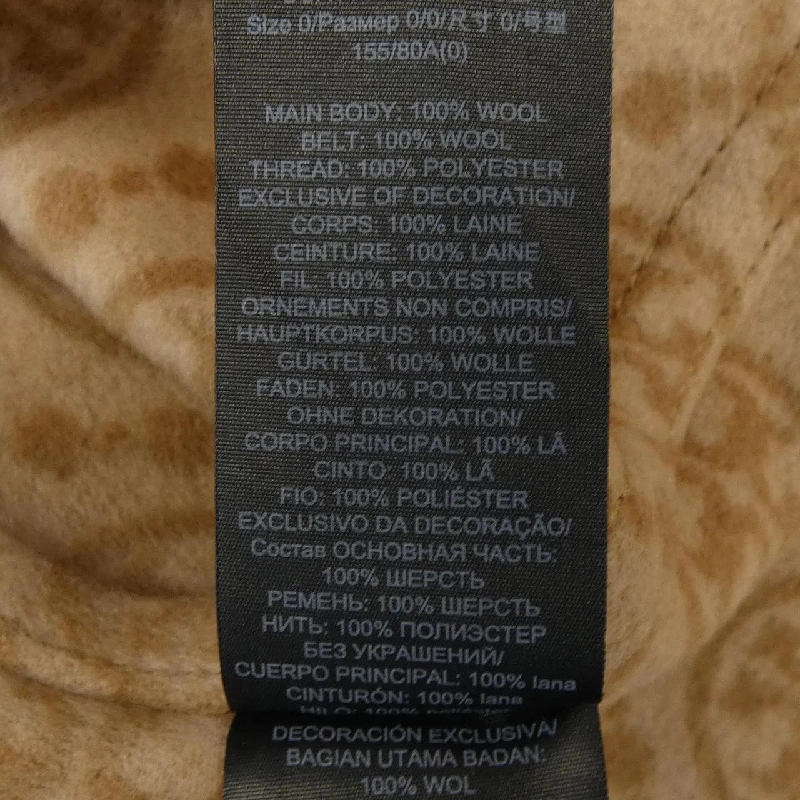 Size 0/Размер 0/0/尺寸 0/号型
155/80A(0)
MAIN BODY: 100% WOOL
BELT: 100% WOOL
THREAD: 100% POLYESTER
EXCLUSIVE OF DECORATION/
CORPS: 100% LAINE
CEINTURE: 100% LAINE
FIL: 100% POLYESTER
ORNEMENTS NON COMPRIS/
HAUPTKORPUS: 100% WOLLE
GÜRTEL: 100% WOLLE
FADEN: 100% POLYESTER
OHNE DEKORATION/
CORPO PRINCIPAL: 100% LÃ
CINTO: 100% LÃ
FIO: 100% POLIÉSTER
EXCLUSIVO DA DECORAÇÃO/
Состав ОСНОВНАЯ ЧАСТЬ:
100% ШЕРСТЬ
РЕМЕНЬ: 100% ШЕРСТЬ
НИТЬ: 100% ПОЛИЭСТЕР
БЕЗ УКРАШЕНИЙ/
CUERPO PRINCIPAL: 100% lana
CINTURÓN: 100% lana
HILO: 100%
DECORACIÓN EXCLUSIVA/
BAGIAN UTAMA BADAN:
100% WOL